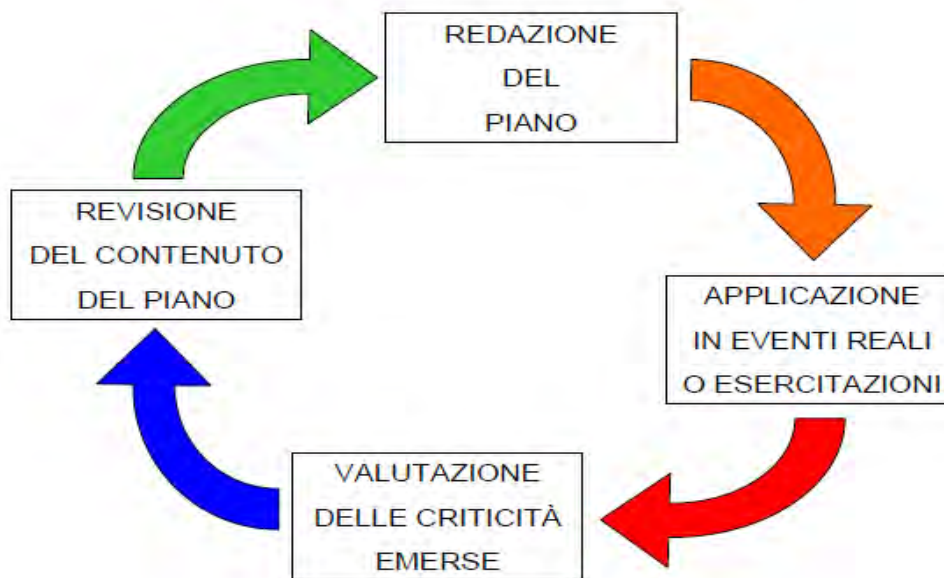 REDAZIONE
DEL
PIANO
APPLICAZIONE
IN EVENTI REALI
O ESERCITAZIONI
VALUTAZIONE
DELLE CRITICITÀ
EMERSE
REVISIONE
DEL CONTENUTO
DEL PIANO